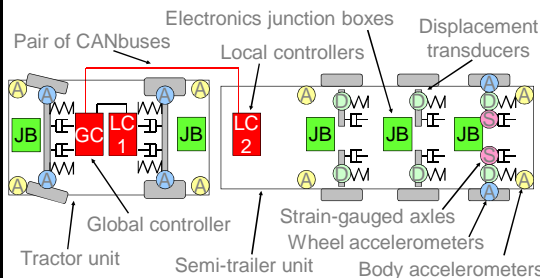 Electronics junction boxes
Displacement
transducers
Pair of CANbuses
Local controllers
A
A
A
A
D
D
A
D
JB
GC
LC
1
JB
LC
2
JB
JB
JB
S
S
A
A
A
A
A
D
D
D
A
A
Global controller
Strain-gauged axles
Wheel accelerometers
Tractor unit
Semi-trailer unit
Body accelerometers